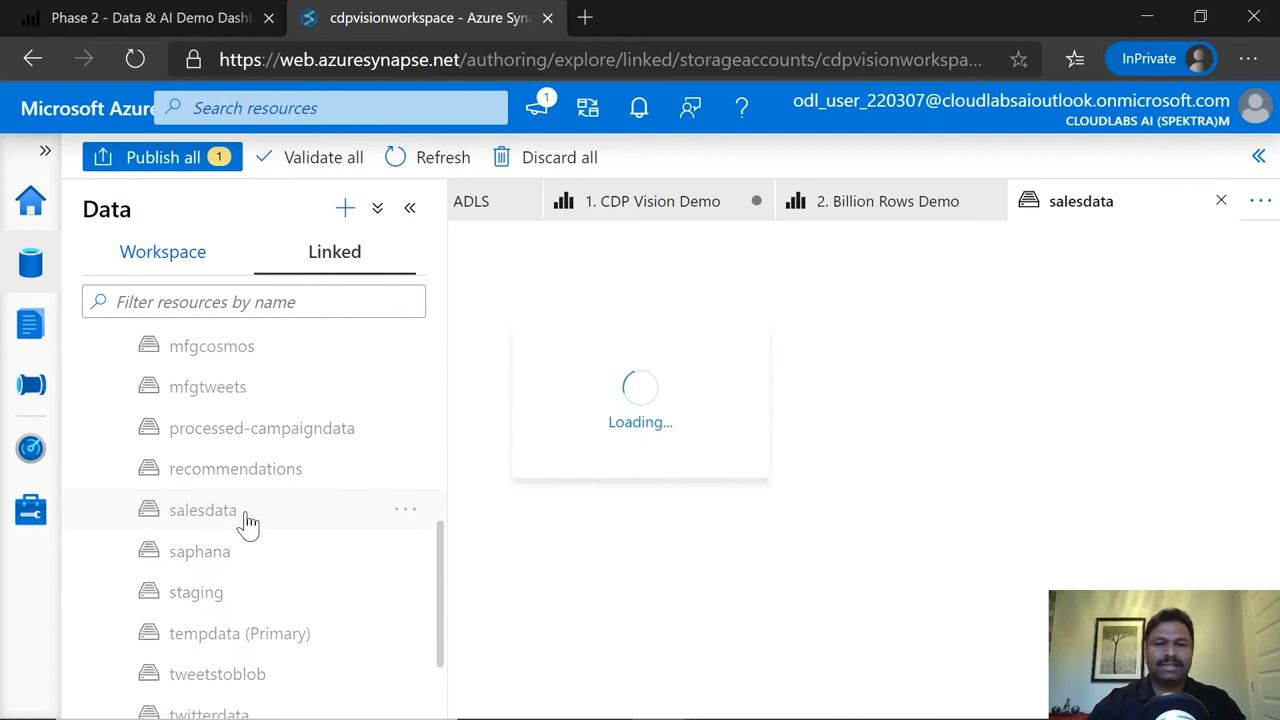 Phase 2 - Data & AI Demo Dashl
cdpvisionworkspace - Azure Syn
https://web.azuresynapse.net/authoring/explore/linked/storageaccounts/cdpvisionworkspa...
InPrivate
Microsoft Azure
Search resources
1
odl_user_220307@cloudlabsaioutlook.onmicrosoft.com
CLOUDLABS AI (SPEKTRA)M
Publish all 1
Validate all
Refresh
Discard all
Data
ADLS
1. CDP Vision Demo
2. Billion Rows Demo
salesdata
Workspace
Linked
Filter resources by name
mfgcosmos
mfgtweets
processed-campaigndata
recommendations
salesdata
saphana
staging
tempdata (Primary)
tweetstoblob
twitterdata
Loading...